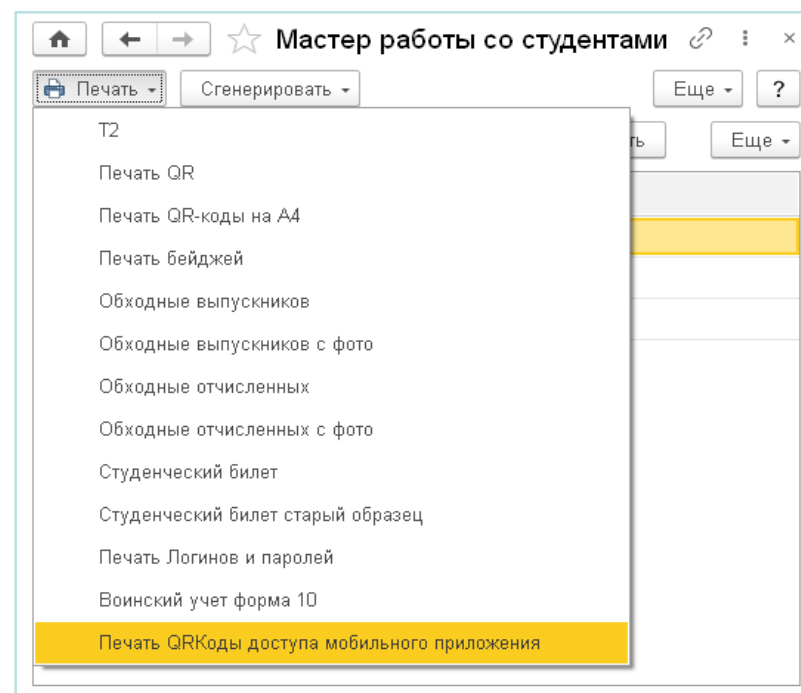 Мастер работы со студентами
Печать Сгенерировать Еще ?
Т2
Еще
Печать QR
Печать QR-коды на А4
Печать бейджей
Обходные выпускников
Обходные выпускников с фото
Обходные отчисленных
Обходные отчисленных с фото
Студенческий билет
Студенческий билет старый образец
Печать Логинов и паролей
Воинский учет форма 10
Печать QRКоды доступа мобильного приложения